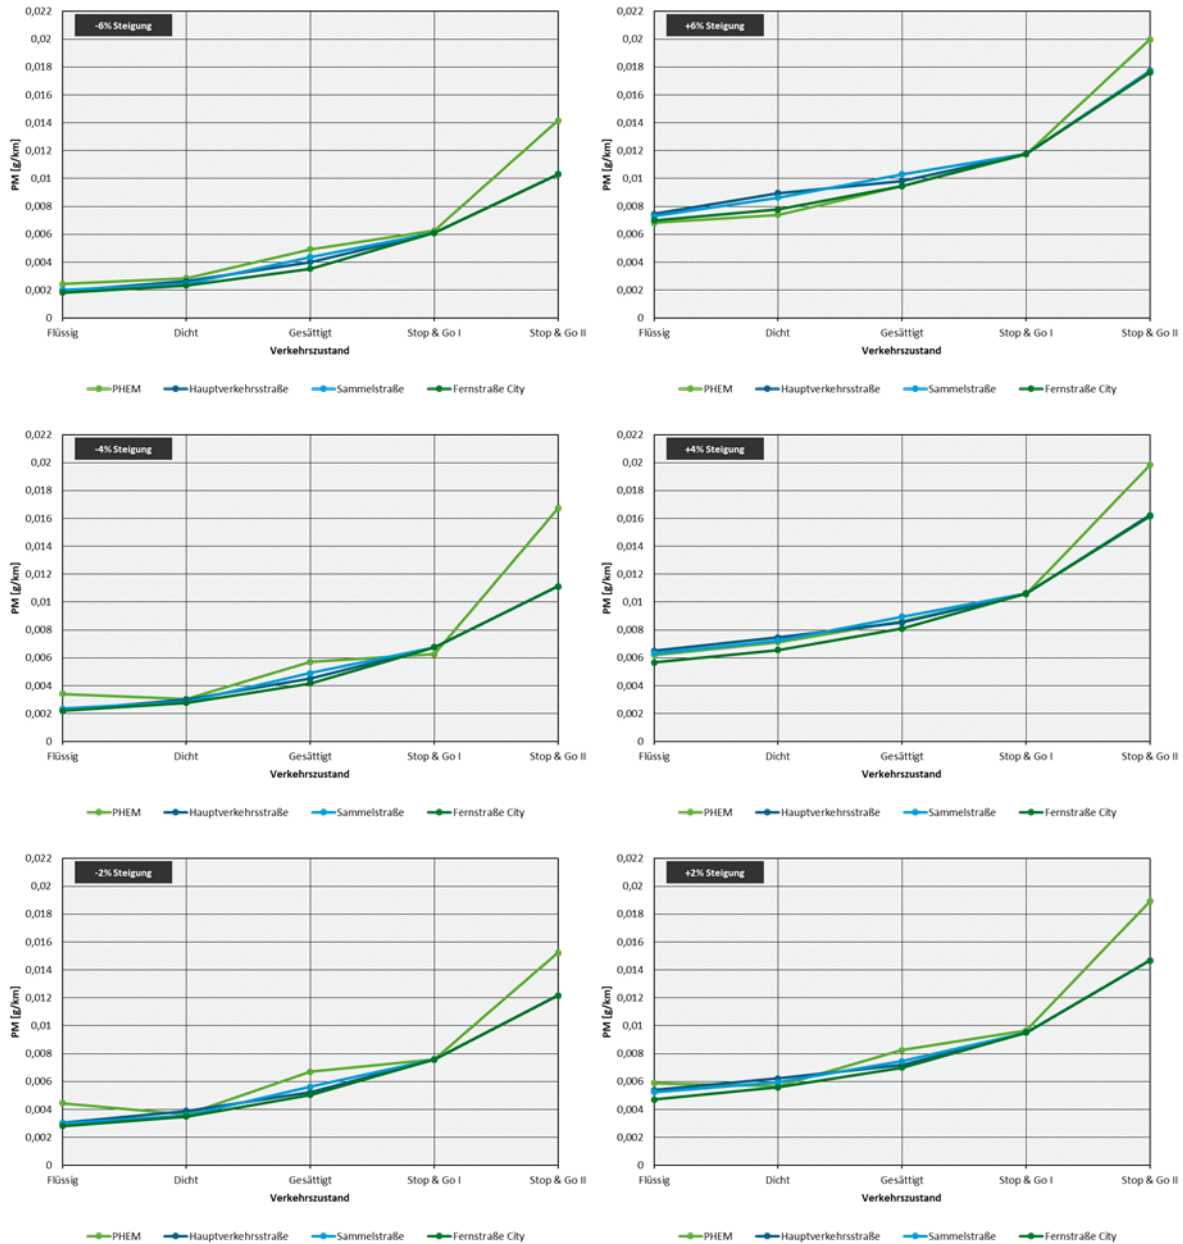 -6% Steigung
PM [g/km]
0,022
0,02
0,018
0,016
0,014
0,012
0,01
0,008
0,006
0,004
0,002
0
Flüssig Dicht Gesättigt Stop & Go I Stop & Go II
Verkehrszustand
PHEM Hauptverkehrsstraße Sammelstraße Fernstraße City
+6% Steigung
PM [g/km]
0,022
0,02
0,018
0,016
0,014
0,012
0,01
0,008
0,006
0,004
0,002
0
Flüssig Dicht Gesättigt Stop & Go I Stop & Go II
Verkehrszustand
PHEM Hauptverkehrsstraße Sammelstraße Fernstraße City
-4% Steigung
PM [g/km]
0,022
0,02
0,018
0,016
0,014
0,012
0,01
0,008
0,006
0,004
0,002
0
Flüssig Dicht Gesättigt Stop & Go I Stop & Go II
Verkehrszustand
PHEM Hauptverkehrsstraße Sammelstraße Fernstraße City
+4% Steigung
PM [g/km]
0,022
0,02
0,018
0,016
0,014
0,012
0,01
0,008
0,006
0,004
0,002
0
Flüssig Dicht Gesättigt Stop & Go I Stop & Go II
Verkehrszustand
PHEM Hauptverkehrsstraße Sammelstraße Fernstraße City
-2% Steigung
PM [g/km]
0,022
0,02
0,018
0,016
0,014
0,012
0,01
0,008
0,006
0,004
0,002
0
Flüssig Dicht Gesättigt Stop & Go I Stop & Go II
Verkehrszustand
PHEM Hauptverkehrsstraße Sammelstraße Fernstraße City
+2% Steigung
PM [g/km]
0,022
0,02
0,018
0,016
0,014
0,012
0,01
0,008
0,006
0,004
0,002
0
Flüssig Dicht Gesättigt Stop & Go I Stop & Go II
Verkehrszustand
PHEM Hauptverkehrsstraße Sammelstraße Fernstraße City